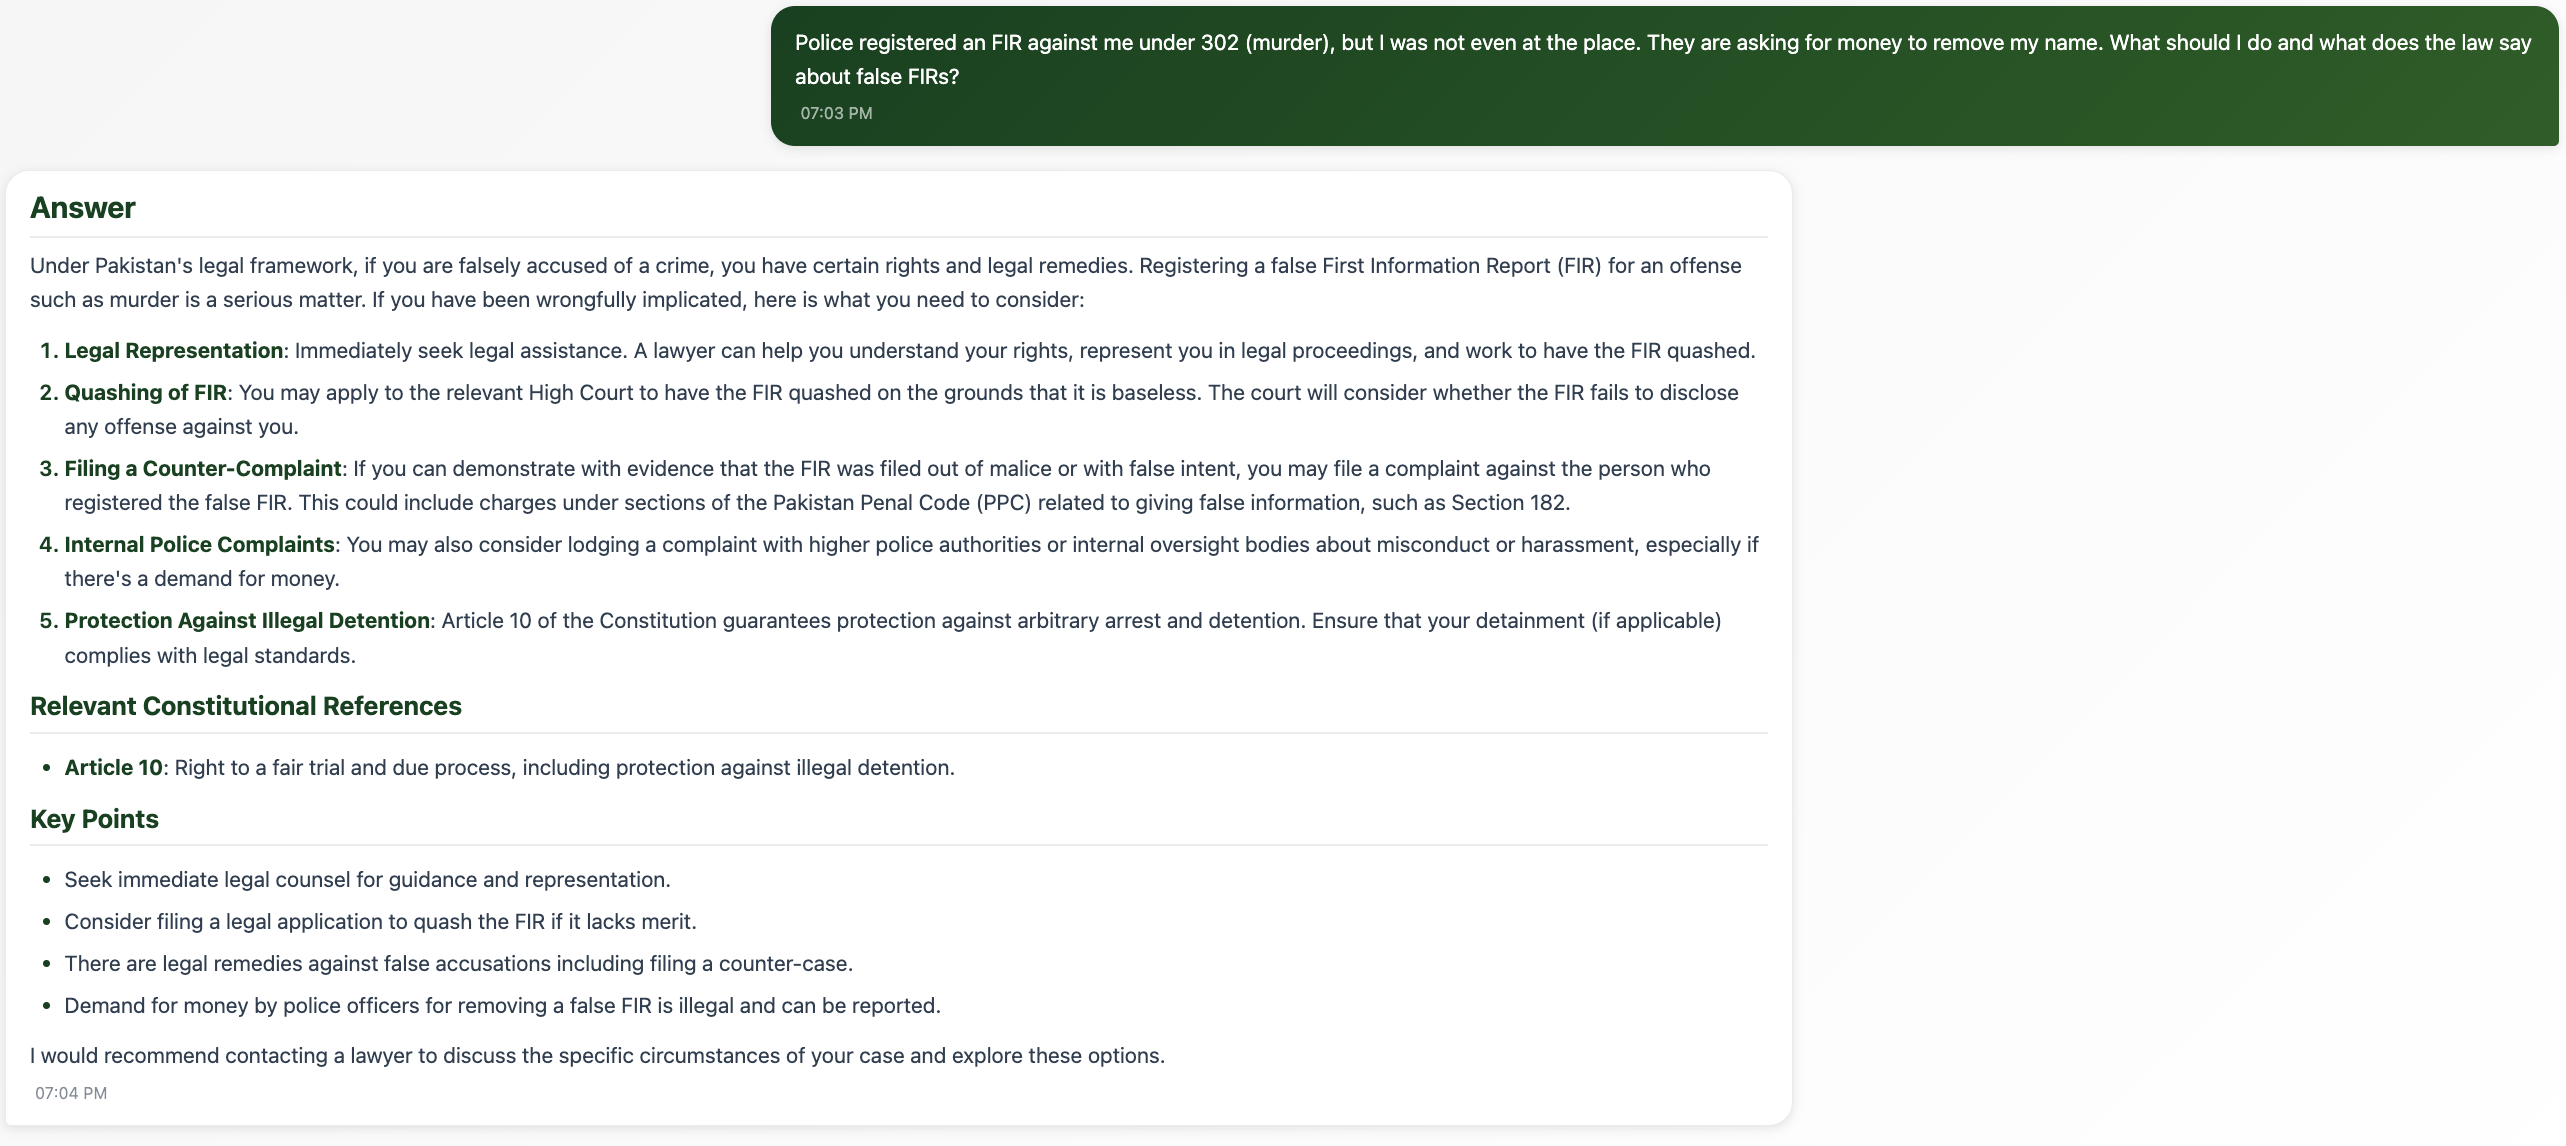 Police registered an FIR against me under 302 (murder), but I was not even at the place. They are asking for money to remove my name. What should I do and what does the law say
about false FIRs?
07:03 PM
Answer
Under Pakistan's legal framework, if you are falsely accused of a crime, you have certain rights and legal remedies. Registering a false First Information Report (FIR) for an offense
such as murder is a serious matter. If you have been wrongfully implicated, here is what you need to consider:
1. Legal Representation: Immediately seek legal assistance. A lawyer can help you understand your rights, represent you in legal proceedings, and work to have the FIR quashed.
2. Quashing of FIR: You may apply to the relevant High Court to have the FIR quashed on the grounds that it is baseless. The court will consider whether the FIR fails to disclose
any offense against you.
3. Filing a Counter-Complaint: If you can demonstrate with evidence that the FIR was filed out of malice or with false intent, you may file a complaint against the person who
registered the false FIR. This could include charges under sections of the Pakistan Penal Code (PPC) related to giving false information, such as Section 182.
4. Internal Police Complaints: You may also consider lodging a complaint with higher police authorities or internal oversight bodies about misconduct or harassment, especially if
there's a demand for money.
5. Protection Against Illegal Detention: Article 10 of the Constitution guarantees protection against arbitrary arrest and detention. Ensure that your detainment (if applicable)
complies with legal standards.
Relevant Constitutional References
• Article 10: Right to a fair trial and due process, including protection against illegal detention.
Key Points
• Seek immediate legal counsel for guidance and representation.
• Consider filing a legal application to quash the FIR if it lacks merit.
• There are legal remedies against false accusations including filing a counter-case.
• Demand for money by police officers for removing a false FIR is illegal and can be reported.
I would recommend contacting a lawyer to discuss the specific circumstances of your case and explore these options.
07:04 PM